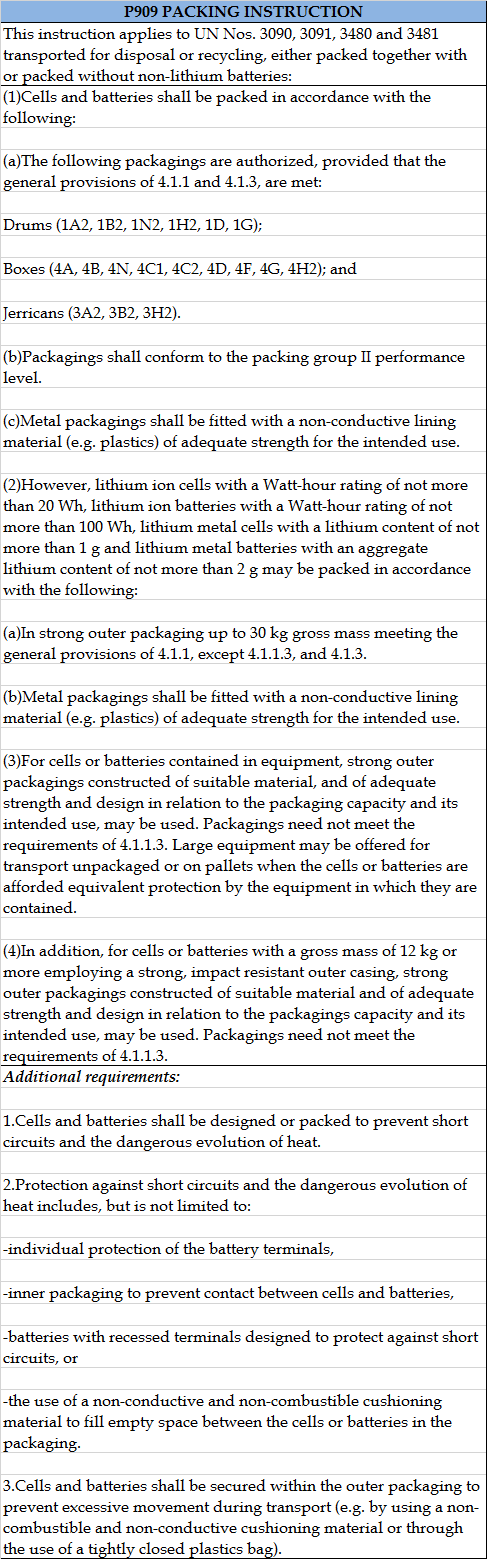 P909 PACKING INSTRUCTION
This instruction applies to UN Nos. 3090, 3091, 3480 and 3481
transported for disposal or recycling, either packed together with
or packed without non-lithium batteries:
(1)Cells and batteries shall be packed in accordance with the
following:
(a)The following packagings are authorized, provided that the
general provisions of 4.1.1 and 4.1.3, are met:
Drums (1A2, 1B2, 1N2, 1H2, 1D, 1G);
Boxes (4A, 4B, 4N, 4C1, 4C2, 4D, 4F, 4G, 4H2); and
Jerricans (3A2, 3B2, 3H2).
(b)Packagings shall conform to the packing group II performance
level.
(c)Metal packagings shall be fitted with a non-conductive lining
material (e.g. plastics) of adequate strength for the intended use.
(2)However, lithium ion cells with a Watt-hour rating of not more
than 20 Wh, lithium ion batteries with a Watt-hour rating of not
more than 100 Wh, lithium metal cells with a lithium content of not
more than 1 g and lithium metal batteries with an aggregate
lithium content of not more than 2 g may be packed in accordance
with the following:
(a)In strong outer packaging up to 30 kg gross mass meeting the
general provisions of 4.1.1, except 4.1.1.3, and 4.1.3.
(b)Metal packagings shall be fitted with a non-conductive lining
material (e.g. plastics) of adequate strength for the intended use.
(3)For cells or batteries contained in equipment, strong outer
packagings constructed of suitable material, and of adequate
strength and design in relation to the packaging capacity and its
intended use, may be used. Packagings need not meet the
requirements of 4.1.1.3. Large equipment may be offered for
transport unpackaged or on pallets when the cells or batteries are
afforded equivalent protection by the equipment in which they are
contained.
(4)In addition, for cells or batteries with a gross mass of 12 kg or
more employing a strong, impact resistant outer casing, strong
outer packagings constructed of suitable material and of adequate
strength and design in relation to the packagings capacity and its
intended use, may be used. Packagings need not meet the
requirements of 4.1.1.3.
Additional requirements:
1.Cells and batteries shall be designed or packed to prevent short
circuits and the dangerous evolution of heat.
2.Protection against short circuits and the dangerous evolution of
heat includes, but is not limited to:
-individual protection of the battery terminals,
-inner packaging to prevent contact between cells and batteries,
-batteries with recessed terminals designed to protect against short
circuits, or
-the use of a non-conductive and non-combustible cushioning
material to fill empty space between the cells or batteries in the
packaging.
3.Cells and batteries shall be secured within the outer packaging to
prevent excessive movement during transport (e.g. by using a non-
combustible and non-conductive cushioning material or through
the use of a tightly closed plastics bag).